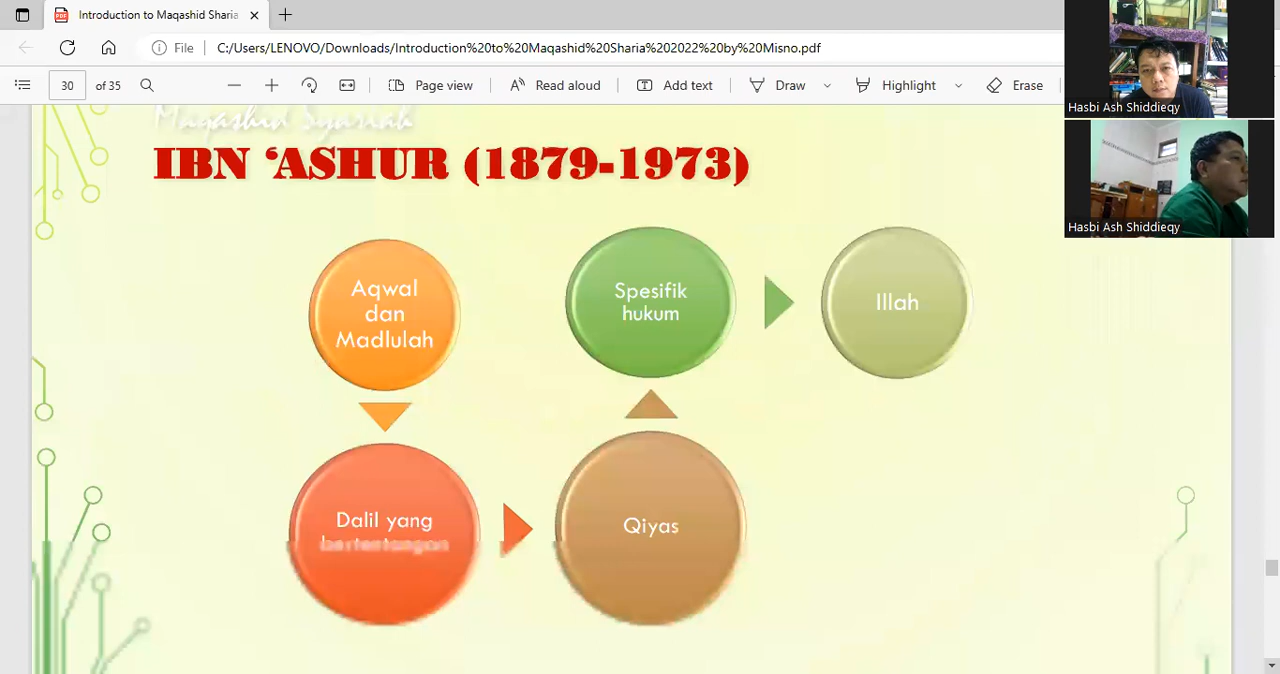 Introduction to Maqashid Sharia
File
C:/Users/LENOVO/Downloads/Introduction%20to%20Maqashid%20Sharia%202022%20by%20Misno.pdf
30 of 35
Page view
Read aloud
Add text
Draw
Highlight
Erase
Hasbi Ash Shiddieqy
Hasbi Ash Shiddieqy
Maqashid Syariah
IBN ‘ASHUR (1879-1973)
Aqwal
dan
Madlulah
Dalil yang
bertentangan
Qiyas
Spesifik
hukum
Illah